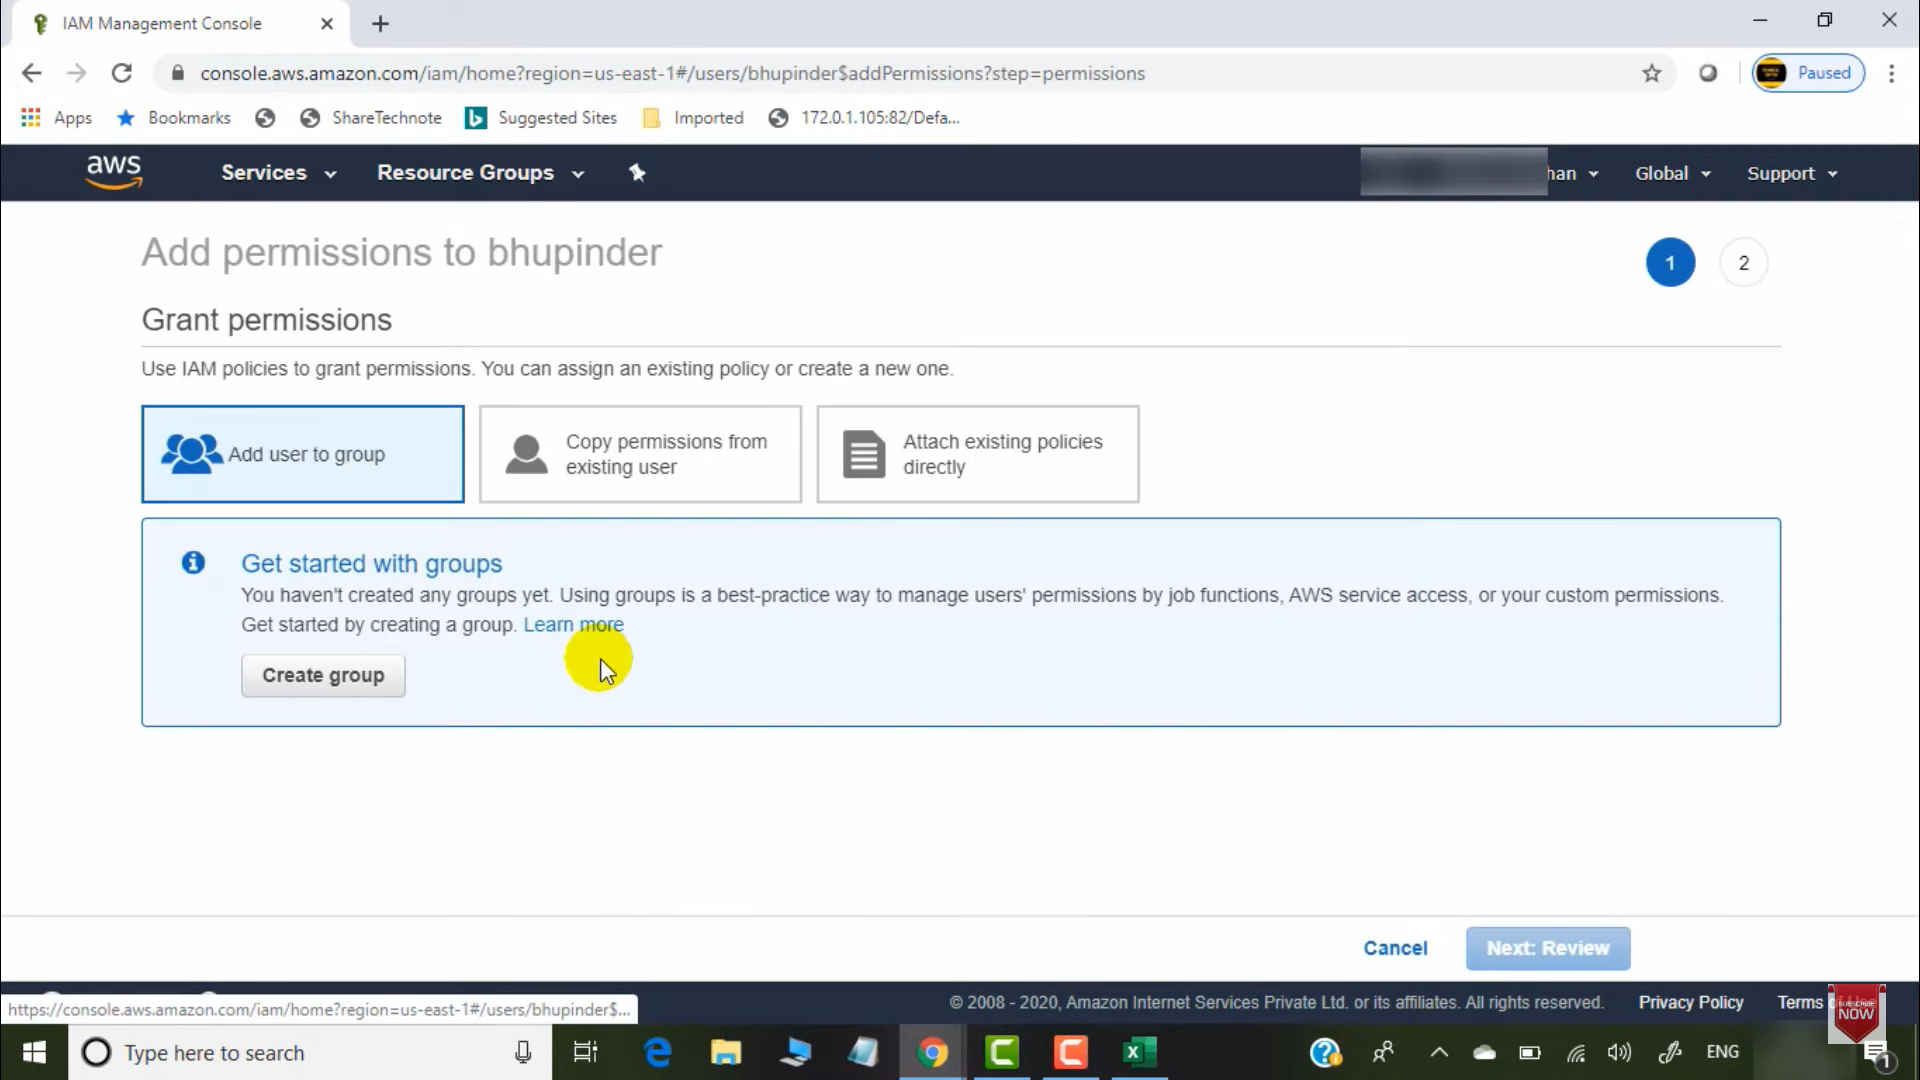 IAM Management Console
console.aws.amazon.com/iam/home?region=us-east-1#/users/bhupinder$addPermissions?step=permissions
Paused
Apps
Bookmarks
ShareTechnote
Suggested Sites
Imported
172.0.1.105:82/Defa...
aws
Services
Resource Groups
han
Global
Support
Add permissions to bhupinder
1
2
Grant permissions
Use IAM policies to grant permissions. You can assign an existing policy or create a new one.
Add user to group
Copy permissions from
existing user
Attach existing policies
directly
Get started with groups
You haven't created any groups yet. Using groups is a best-practice way to manage users' permissions by job functions, AWS service access, or your custom permissions.
Get started by creating a group. Learn more
Create group
Cancel
Next: Review
https://console.aws.amazon.com/iam/home?region=us-east-1#/users/bhupinder$...
© 2008 - 2020, Amazon Internet Services Private Ltd. or its affiliates. All rights reserved.
Privacy Policy
Terms
SUBSCRIBE
NOW
Type here to search
ENG
1